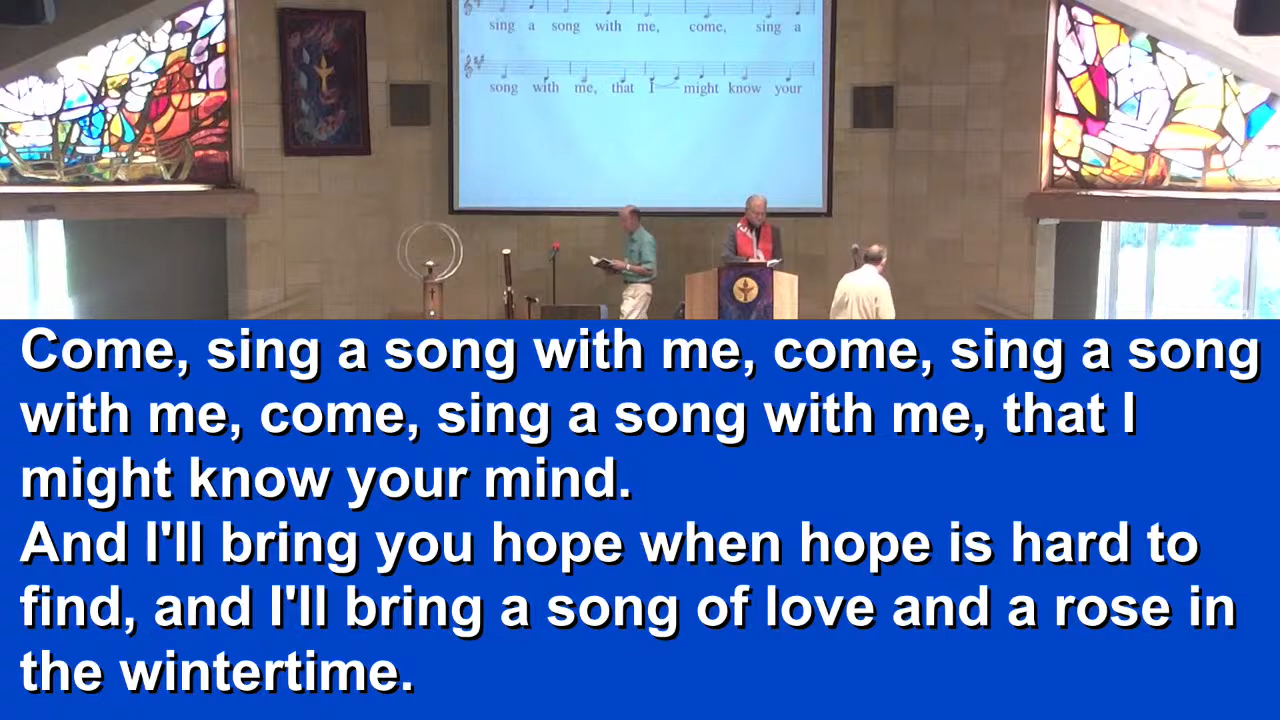 sing a song with me, come, sing a
song with me, that I might know your
Come, sing a song with me, come, sing a song
with me, come, sing a song with me, that I
might know your mind.
And I'll bring you hope when hope is hard to
find, and I'll bring a song of love and a rose in
the wintertime.